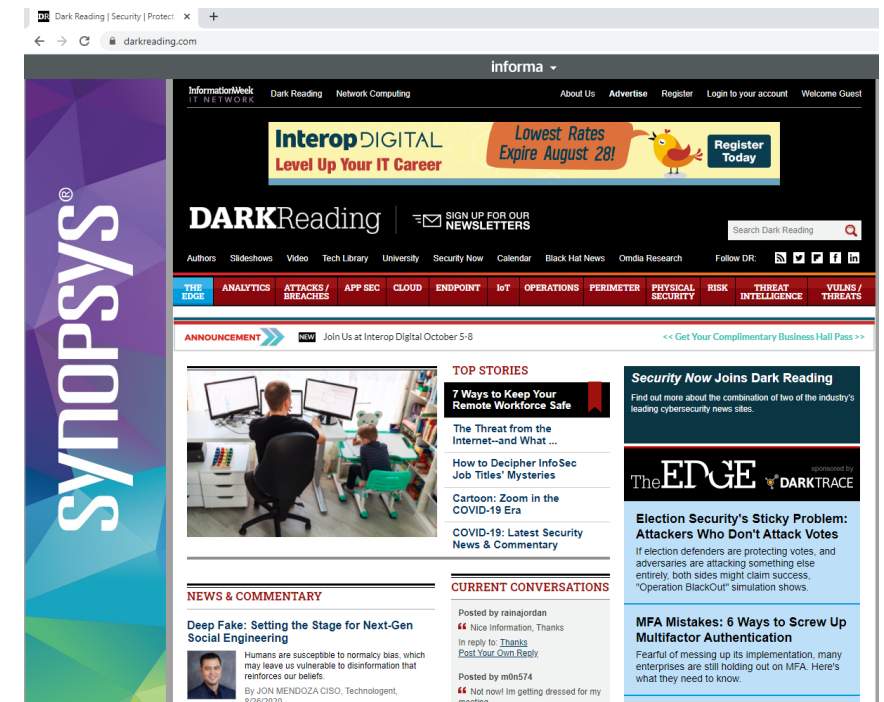 DR Dark Reading | Security | Protect
darkreading.com
informa
SYNOPSYS®
InformationWeek
IT NETWORK
Dark Reading Network Computing
About Us Advertise Register Login to your account Welcome Guest
Interop DIGITAL
Level Up Your IT Career
Lowest Rates
Expire August 28!
Register
Today
DARKReading
SIGN UP FOR OUR
NEWSLETTERS
Search Dark Reading
Authors Slideshows Video Tech Library University Security Now Calendar Black Hat News Omdia Research Follow DR:
THE EDGE
ANALYTICS
ATTACKS / BREACHES
APP SEC
CLOUD
ENDPOINT
IoT
OPERATIONS
PERIMETER
PHYSICAL SECURITY
RISK
THREAT INTELLIGENCE
VULNS / THREATS
ANNOUNCEMENT NEW Join Us at Interop Digital October 5-8 << Get Your Complimentary Business Hall Pass >>
TOP STORIES
7 Ways to Keep Your
Remote Workforce Safe
The Threat from the
Internet--and What ...
How to Decipher InfoSec
Job Titles' Mysteries
Cartoon: Zoom in the
COVID-19 Era
COVID-19: Latest Security
News & Commentary
Security Now Joins Dark Reading
Find out more about the combination of two of the industry's
leading cybersecurity news sites.
The EDGE sponsored by
DARKTRACE
Election Security's Sticky Problem:
Attackers Who Don't Attack Votes
If election defenders are protecting votes, and
adversaries are attacking something else
entirely, both sides might claim success,
"Operation BlackOut" simulation shows.
MFA Mistakes: 6 Ways to Screw Up
Multifactor Authentication
Fearful of messing up its implementation, many
enterprises are still holding out on MFA. Here's
what they need to know.
NEWS & COMMENTARY
Deep Fake: Setting the Stage for Next-Gen
Social Engineering
Humans are susceptible to normalcy bias, which
may leave us vulnerable to disinformation that
reinforces our beliefs.
By JON MENDOZA CISO, Technologent,
8/26/2020
CURRENT CONVERSATIONS
Posted by rainajordan
Nice Information, Thanks
In reply to: Thanks
Post Your Own Reply
Posted by m0n574
Not now! Im getting dressed for my
meeting